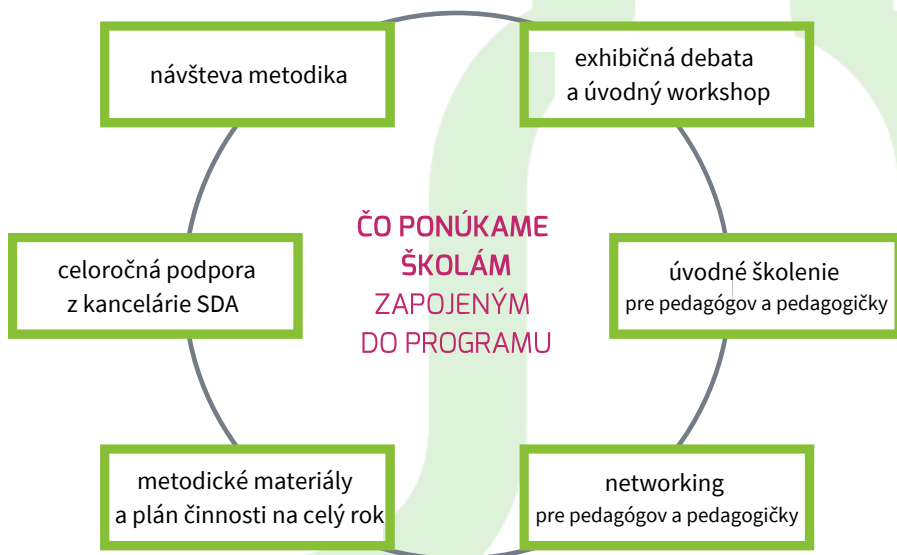 návšteva metodika
exhibičná debata
a úvodný workshop
ČO PONÚKAME
ŠKOLÁM
ZAPOJENÝM
DO PROGRAMU
celoročná podpora
z kancelárie SDA
úvodné školenie
pre pedagógov a pedagogičky
metodické materiály
a plán činnosti na celý rok
networking
pre pedagógov a pedagogičky